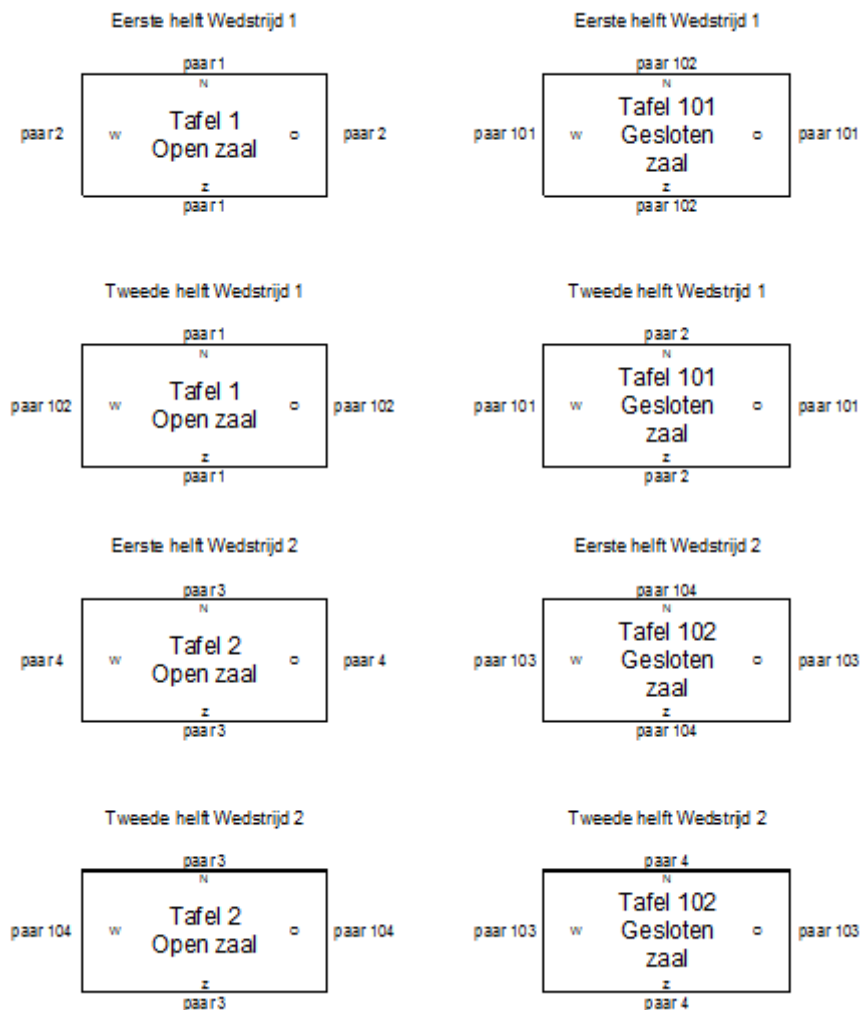 Eerste helft Wedstrijd 1
paar 1
N
paar 2 W Tafel 1 O paar 2
Open zaal
Z
paar 1
Eerste helft Wedstrijd 1
paar 102
N
Tafel 101
paar 101 W Gesloten O paar 101
zaal
Z
paar 102
Tweede helft Wedstrijd 1
paar 1
N
paar 102 W Tafel 1 O paar 102
Open zaal
Z
paar 1
Tweede helft Wedstrijd 1
paar 2
N
Tafel 101
paar 101 W Gesloten O paar 101
zaal
Z
paar 2
Eerste helft Wedstrijd 2
paar 3
N
paar 4 W Tafel 2 O paar 4
Open zaal
Z
paar 3
Eerste helft Wedstrijd 2
paar 104
N
Tafel 102
paar 103 W Gesloten O paar 103
zaal
Z
paar 104
Tweede helft Wedstrijd 2
paar 3
N
paar 104 W Tafel 2 O paar 104
Open zaal
Z
paar 3
Tweede helft Wedstrijd 2
paar 4
N
Tafel 102
paar 103 W Gesloten O paar 103
zaal
Z
paar 4